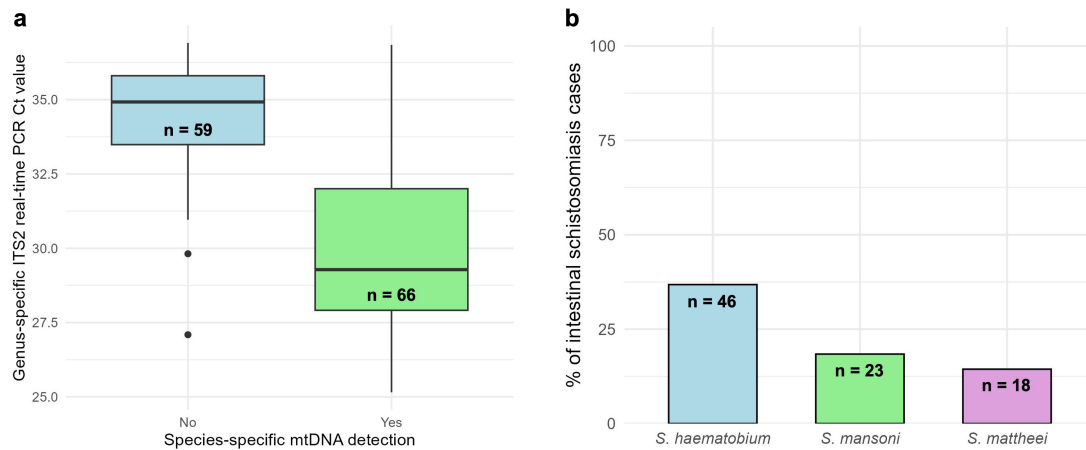 a
Genus-specific ITS2 real-time PCR Ct value
35.0
32.5
30.0
27.5
25.0
n = 59
n = 66
No
Yes
Species-specific mtDNA detection
b
% of intestinal schistosomiasis cases
100
75
50
25
0
n = 46
n = 23
n = 18
S. haematobium
S. mansoni
S. mattheei